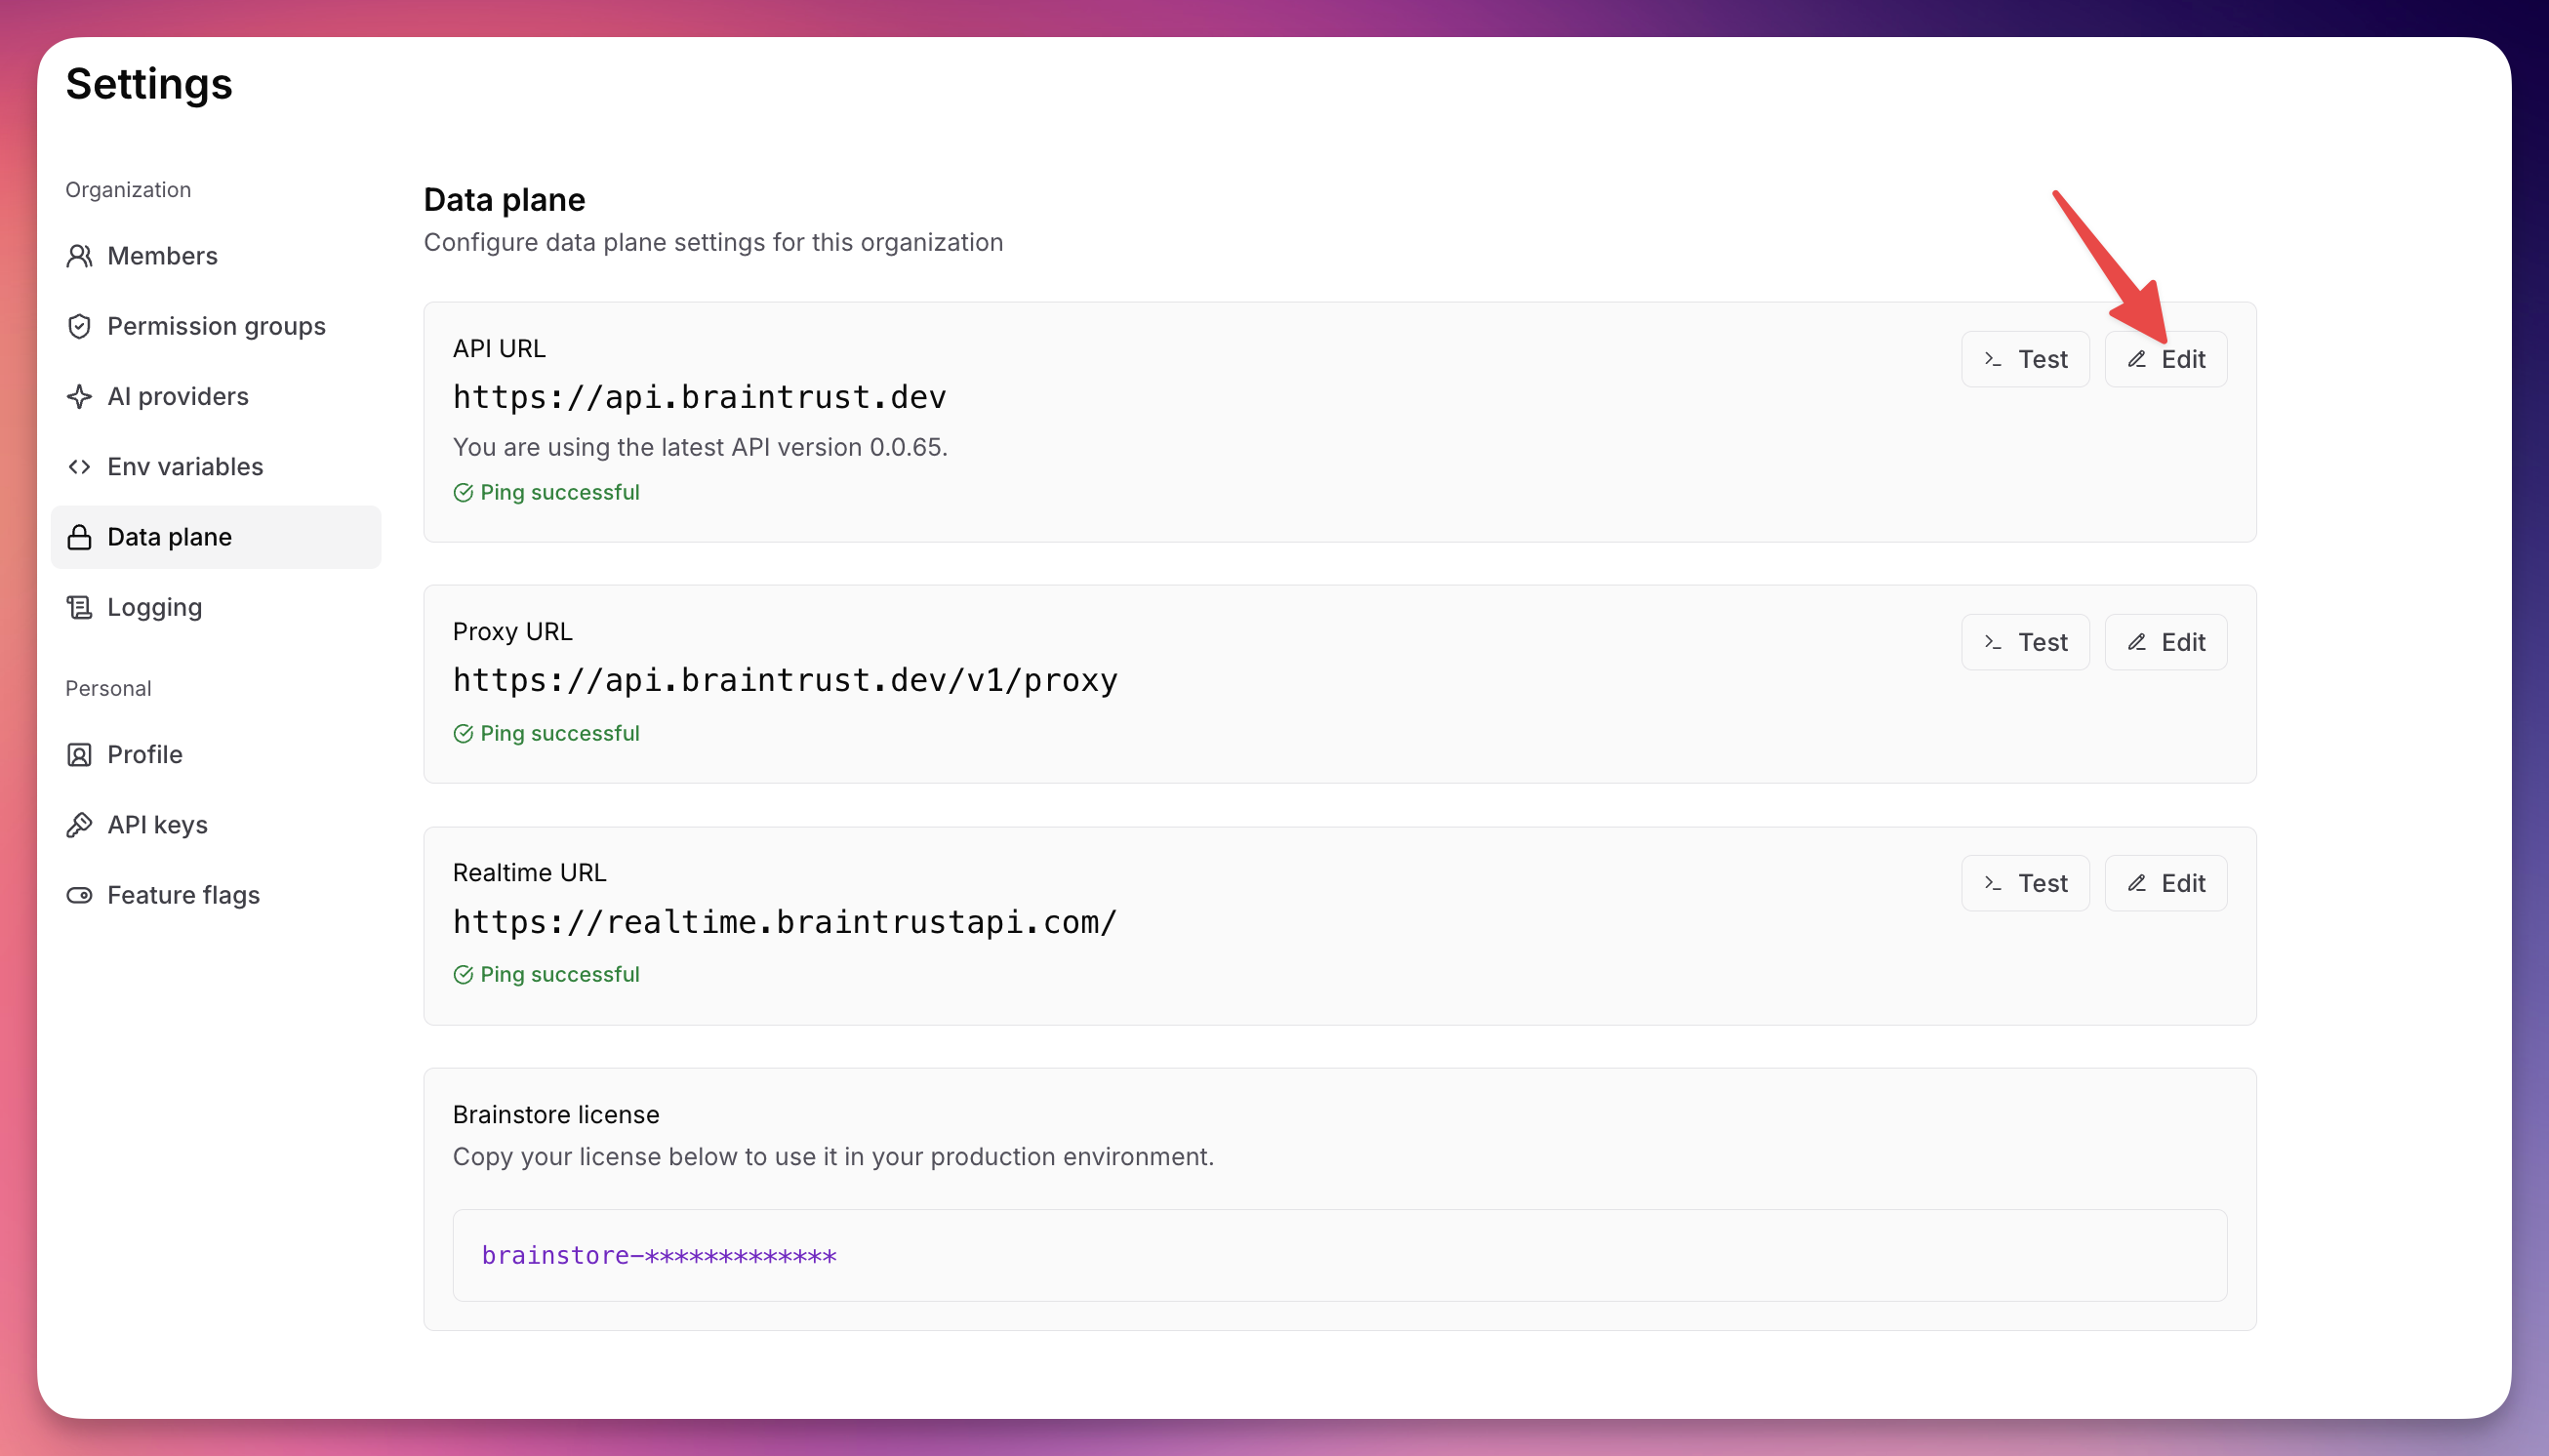 Settings
Organization
Members
Permission groups
AI providers
Env variables
Data plane
Logging
Personal
Profile
API keys
Feature flags
Data plane
Configure data plane settings for this organization
API URL
https://api.braintrust.dev
You are using the latest API version 0.0.65.
Ping successful
Test
Edit
Proxy URL
https://api.braintrust.dev/v1/proxy
Ping successful
Test
Edit
Realtime URL
https://realtime.braintrustapi.com/
Ping successful
Test
Edit
Brainstore license
Copy your license below to use it in your production environment.
brainstore-*************